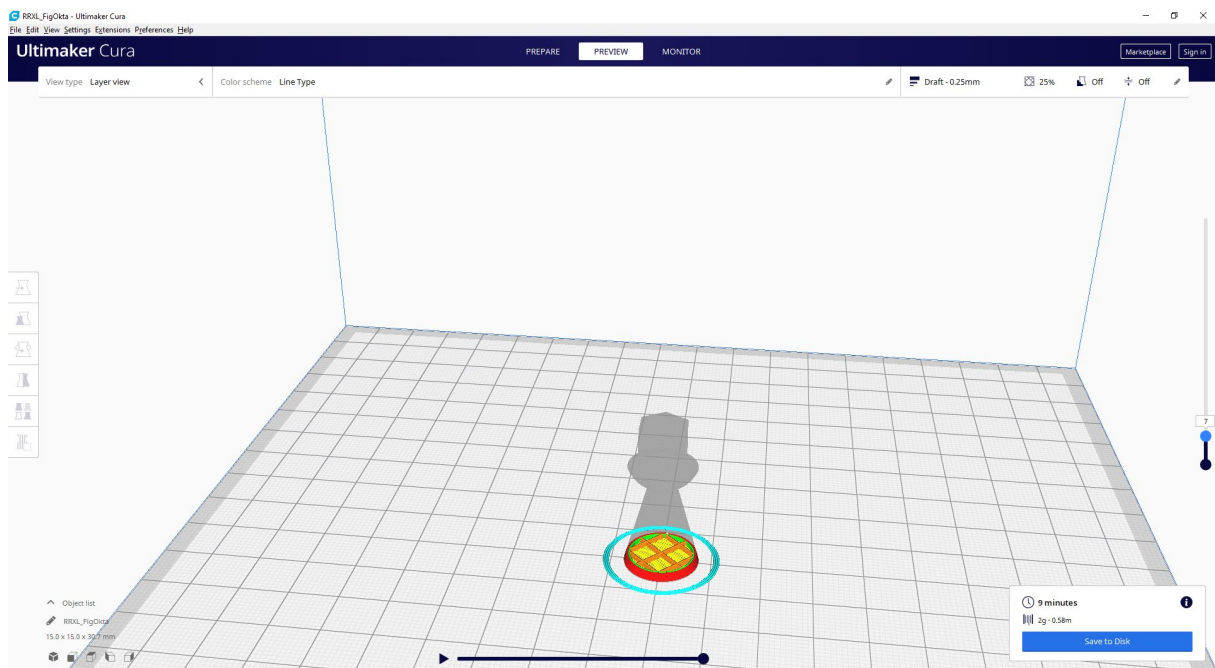 RRXL_FigOkta - Ultimaker Cura
File Edit View Settings Extensions Preferences Help
Ultimaker Cura
PREPARE PREVIEW MONITOR
Marketplace Sign in
View type Layer view Color scheme Line Type Draft - 0.25mm 25% Off Off
7
Object list
RRXL_FigOkta
15.0 x 15.0 x 30.7 mm
9 minutes
2g · 0.58m
Save to Disk